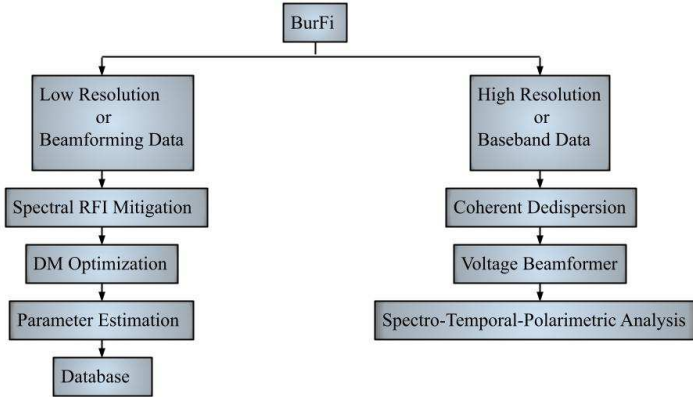 BurFi
Low Resolution
or
Beamforming Data
Spectral RFI Mitigation
DM Optimization
Parameter Estimation
Database
High Resolution
or
Baseband Data
Coherent Dedispersion
Voltage Beamformer
Spectro-Temporal-Polarimetric Analysis